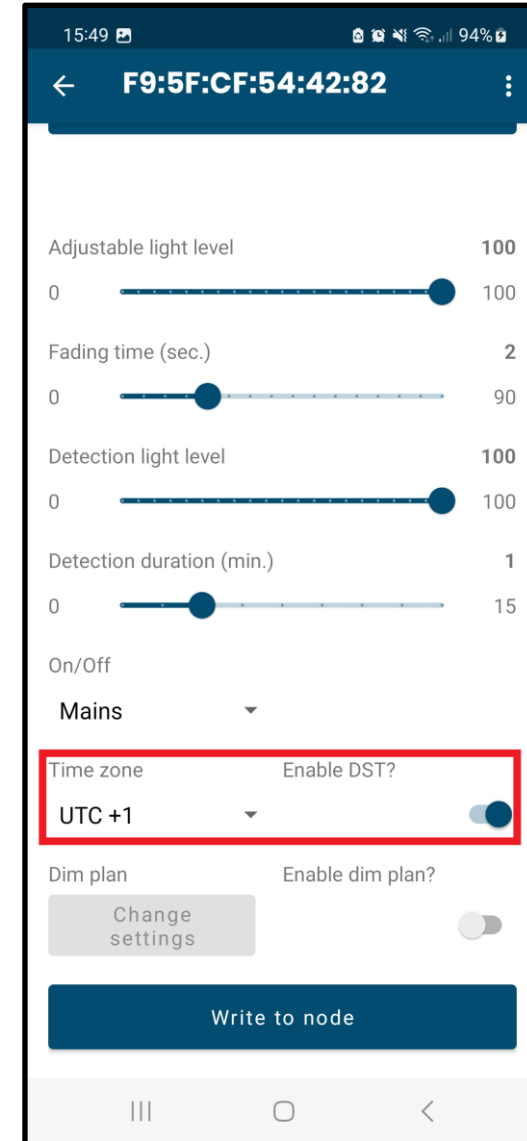 15:49 94%
F9:5F:CF:54:42:82
Adjustable light level 100
0 100
Fading time (sec.) 2
0 90
Detection light level 100
0 100
Detection duration (min.) 1
0 15
On/Off
Mains
Time zone Enable DST?
UTC +1
Dim plan Enable dim plan?
Change
settings
Write to node